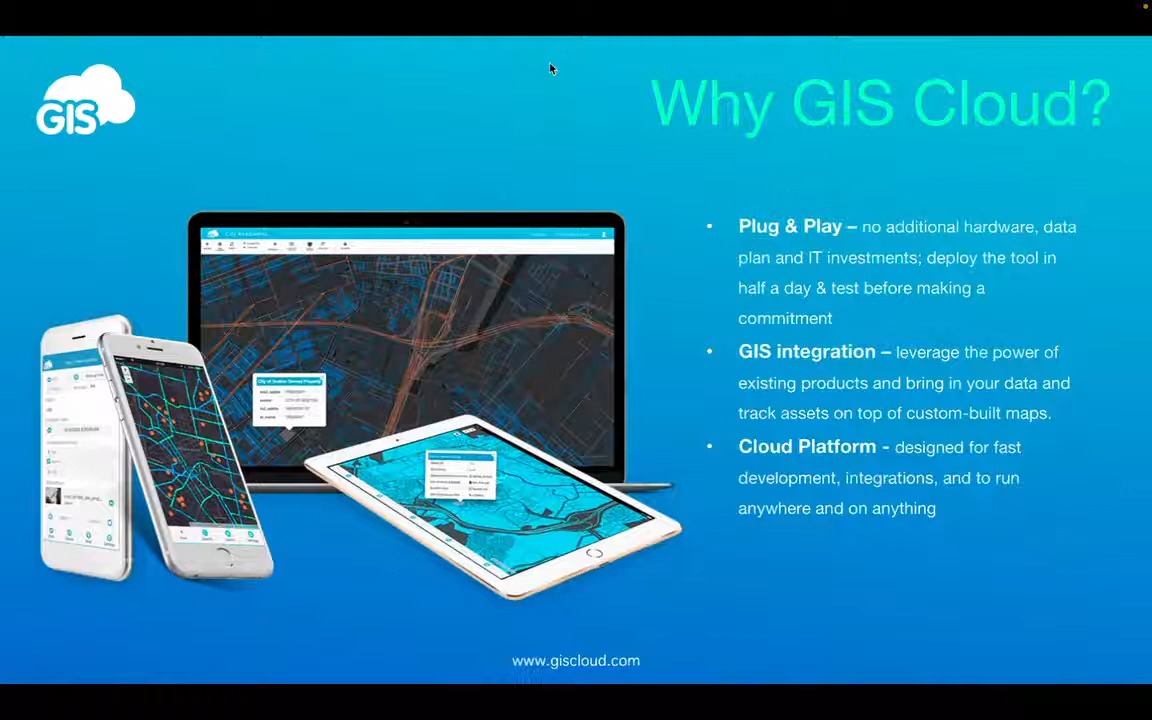 GIS
Why GIS Cloud?
• Plug & Play – no additional hardware, data
plan and IT investments; deploy the tool in
half a day & test before making a
commitment
• GIS integration – leverage the power of
existing products and bring in your data and
track assets on top of custom-built maps.
• Cloud Platform - designed for fast
development, integrations, and to run
anywhere and on anything
www.giscloud.com